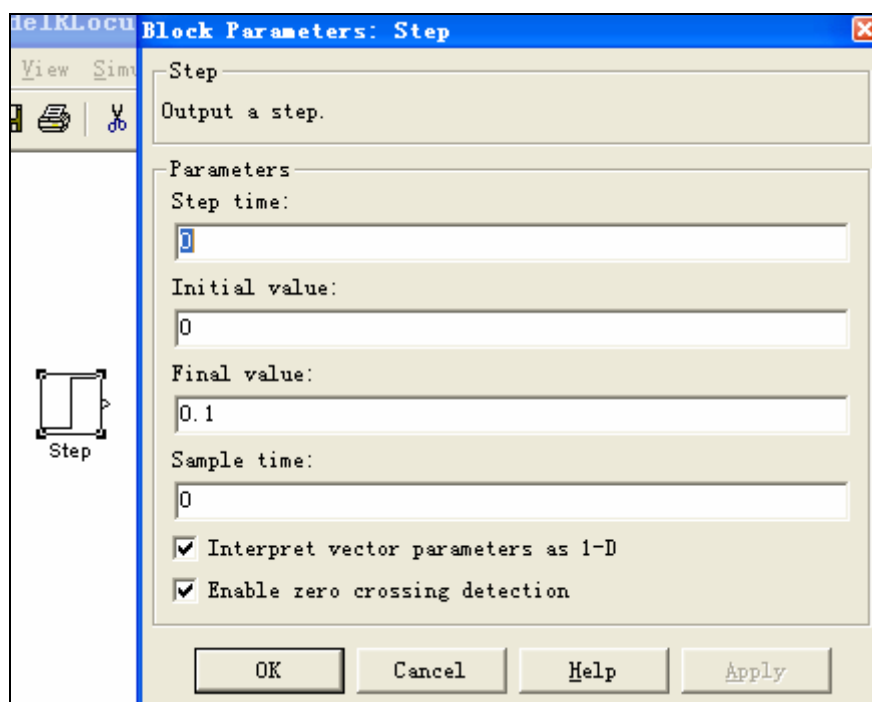 Block Parameters: Step
View
Step
Output a step.
Parameters
Step time:
0
Initial value:
0
Final value:
0.1
Sample time:
0
Interpret vector parameters as 1-D
Enable zero crossing detection
OK
Cancel
Help
Apply
Step